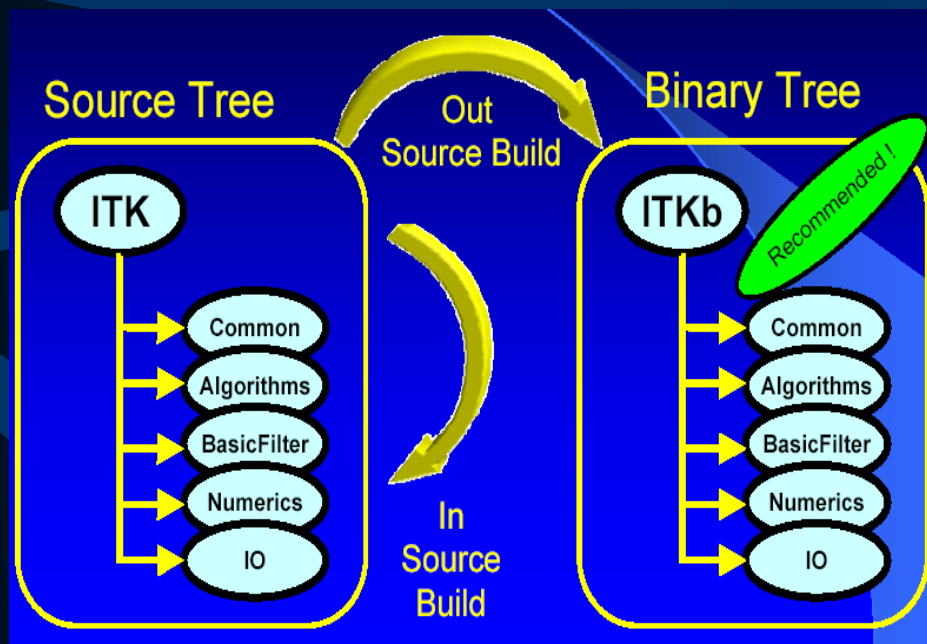 Source Tree
Out
Source Build
Binary Tree
Recommended !
ITK
Common
Algorithms
BasicFilter
Numerics
IO
In
Source
Build
ITKb
Common
Algorithms
BasicFilter
Numerics
IO